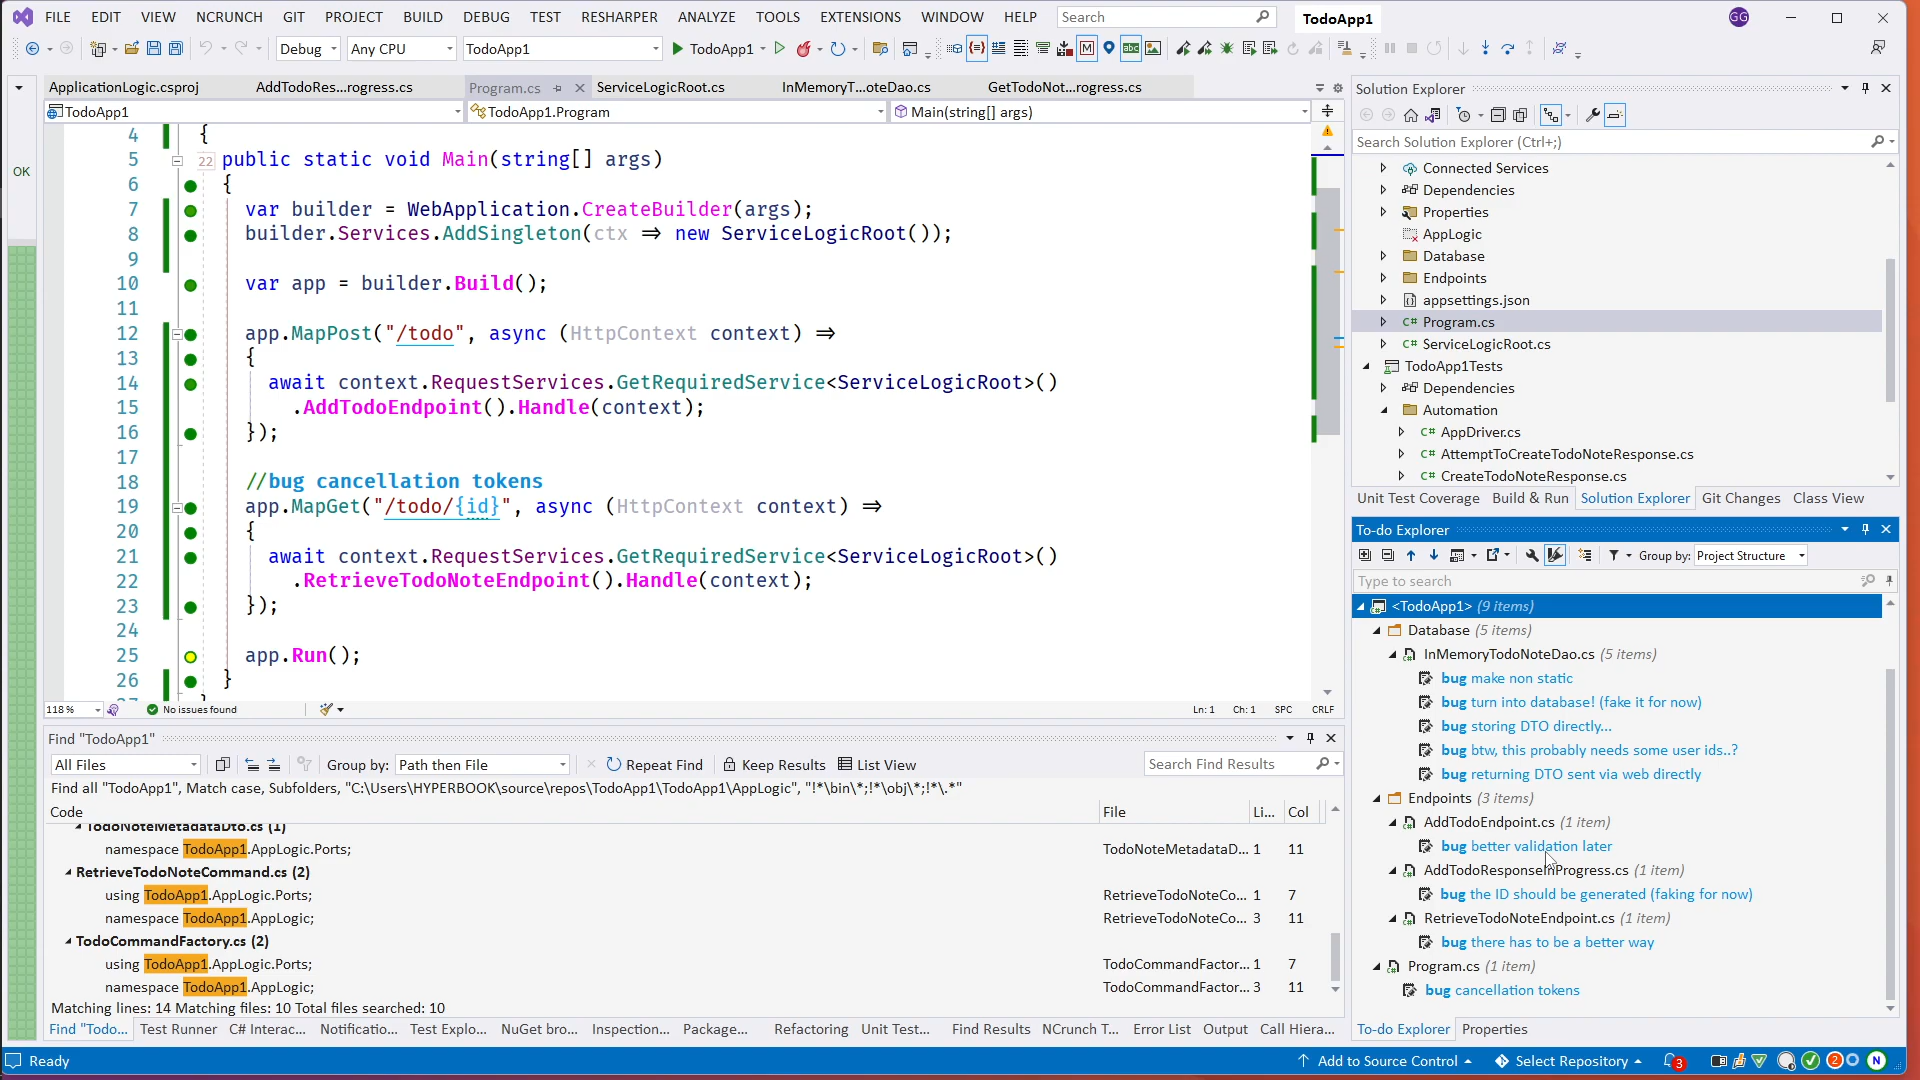 FILE EDIT VIEW NCRUNCH GIT PROJECT BUILD DEBUG TEST RESHARPER ANALYZE TOOLS EXTENSIONS WINDOW HELP Search TodoApp1 GG
Debug Any CPU TodoApp1 TodoApp1
ApplicationLogic.csproj AddTodoRes...rogress.cs Program.cs ServiceLogicRoot.cs InMemoryT...oteDao.cs GetTodoNot...rogress.cs
TodoApp1 TodoApp1.Program Main(string[] args)
OK
4 {
5 22 public static void Main(string[] args)
6 {
7 var builder = WebApplication.CreateBuilder(args);
8 builder.Services.AddSingleton(ctx => new ServiceLogicRoot());
9
10 var app = builder.Build();
11
12 app.MapPost("/todo", async (HttpContext context) =>
13 {
14 await context.RequestServices.GetRequiredService<ServiceLogicRoot>()
15 .AddTodoEndpoint().Handle(context);
16 });
17
18 //bug cancellation tokens
19 app.MapGet("/todo/{id}", async (HttpContext context) =>
20 {
21 await context.RequestServices.GetRequiredService<ServiceLogicRoot>()
22 .RetrieveTodoNoteEndpoint().Handle(context);
23 });
24
25 app.Run();
26 }
118 % No issues found Ln: 1 Ch: 1 SPC CRLF
Find "TodoApp1"
All Files Group by: Path then File Repeat Find Keep Results List View Search Find Results
Find all "TodoApp1", Match case, Subfolders, "C:\Users\HYPERBOOK\source\repos\TodoApp1\TodoApp1\AppLogic", "!*\bin\*;!*\obj\*;!*\.*"
Code File Li... Col
TodoNoteMetadataDto.cs (1)
namespace TodoApp1.AppLogic.Ports; TodoNoteMetadataD... 1 11
RetrieveTodoNoteCommand.cs (2)
using TodoApp1.AppLogic.Ports; RetrieveTodoNoteCo... 1 7
namespace TodoApp1.AppLogic; RetrieveTodoNoteCo... 3 11
TodoCommandFactory.cs (2)
using TodoApp1.AppLogic.Ports; TodoCommandFactor... 1 7
namespace TodoApp1.AppLogic; TodoCommandFactor... 3 11
Matching lines: 14 Matching files: 10 Total files searched: 10
Find "Todo... Test Runner C# Interac... Notificatio... Test Explo... NuGet bro... Inspection... Package... Refactoring Unit Test... Find Results NCrunch T... Error List Output Call Hiera...
Solution Explorer
Search Solution Explorer (Ctrl+;)
Connected Services
Dependencies
Properties
AppLogic
Database
Endpoints
appsettings.json
C# Program.cs
C# ServiceLogicRoot.cs
TodoApp1Tests
Dependencies
Automation
C# AppDriver.cs
C# AttemptToCreateTodoNoteResponse.cs
C# CreateTodoNoteResponse.cs
Unit Test Coverage Build & Run Solution Explorer Git Changes Class View
To-do Explorer
Group by: Project Structure
Type to search
<TodoApp1> (9 items)
Database (5 items)
InMemoryTodoNoteDao.cs (5 items)
bug make non static
bug turn into database! (fake it for now)
bug storing DTO directly...
bug btw, this probably needs some user ids..?
bug returning DTO sent via web directly
Endpoints (3 items)
AddTodoEndpoint.cs (1 item)
bug better validation later
AddTodoResponseInProgress.cs (1 item)
bug the ID should be generated (faking for now)
RetrieveTodoNoteEndpoint.cs (1 item)
bug there has to be a better way
Program.cs (1 item)
bug cancellation tokens
To-do Explorer Properties
Ready Add to Source Control Select Repository 3 2 N